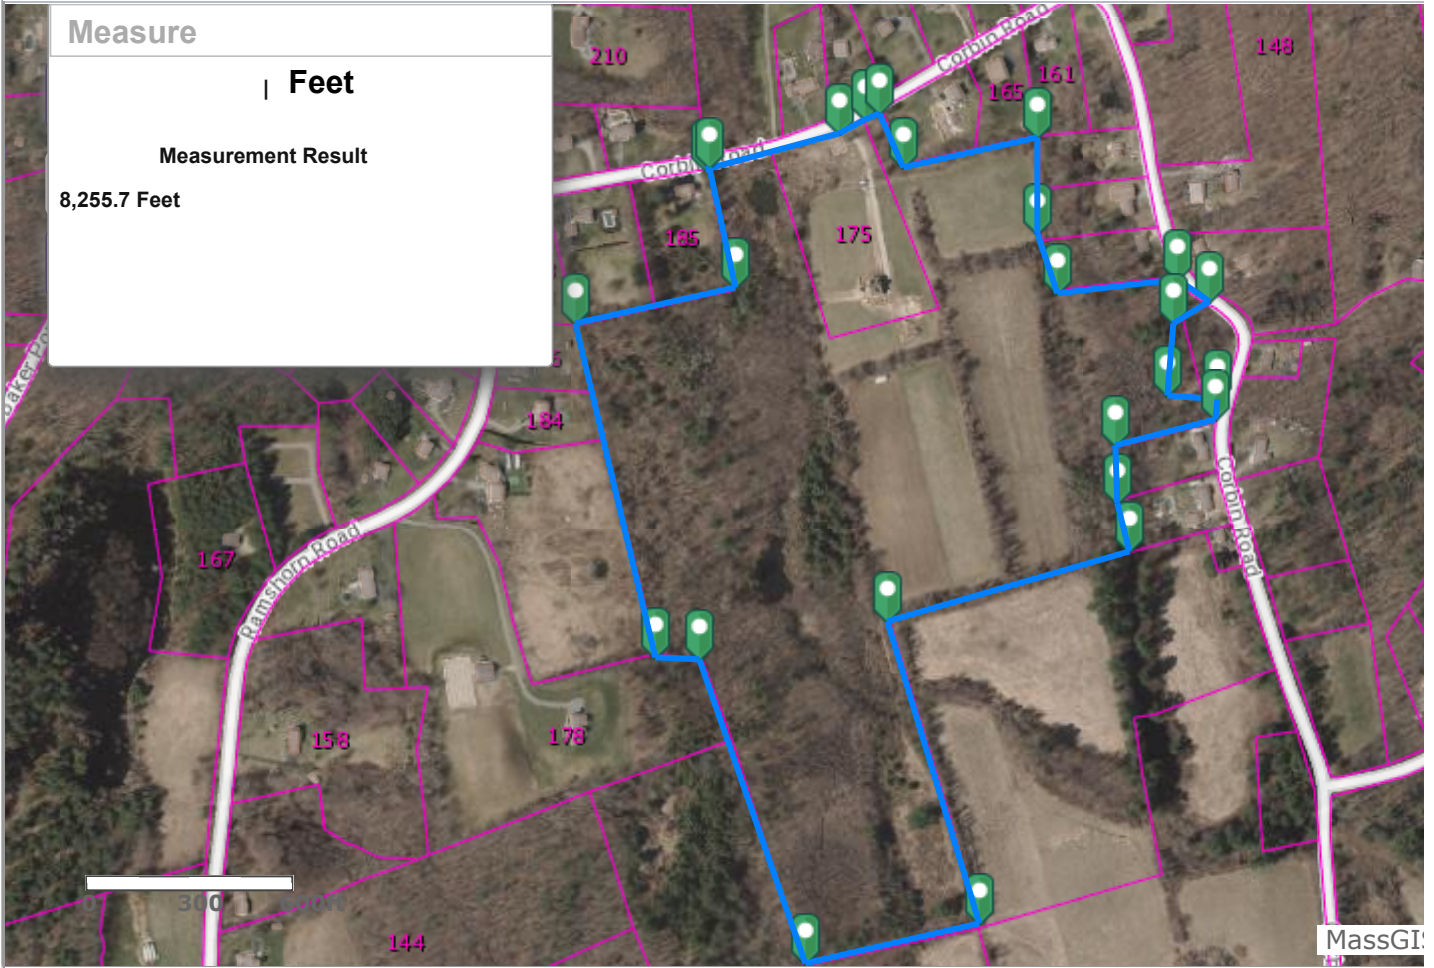 Measure
Feet
Measurement Result
8,255.7 Feet
210
Corbin Road
148
161
165
Corbin Road
185
175
184
167
Ramshorn Road
Corbin Road
158
178
300
144
MassGIS